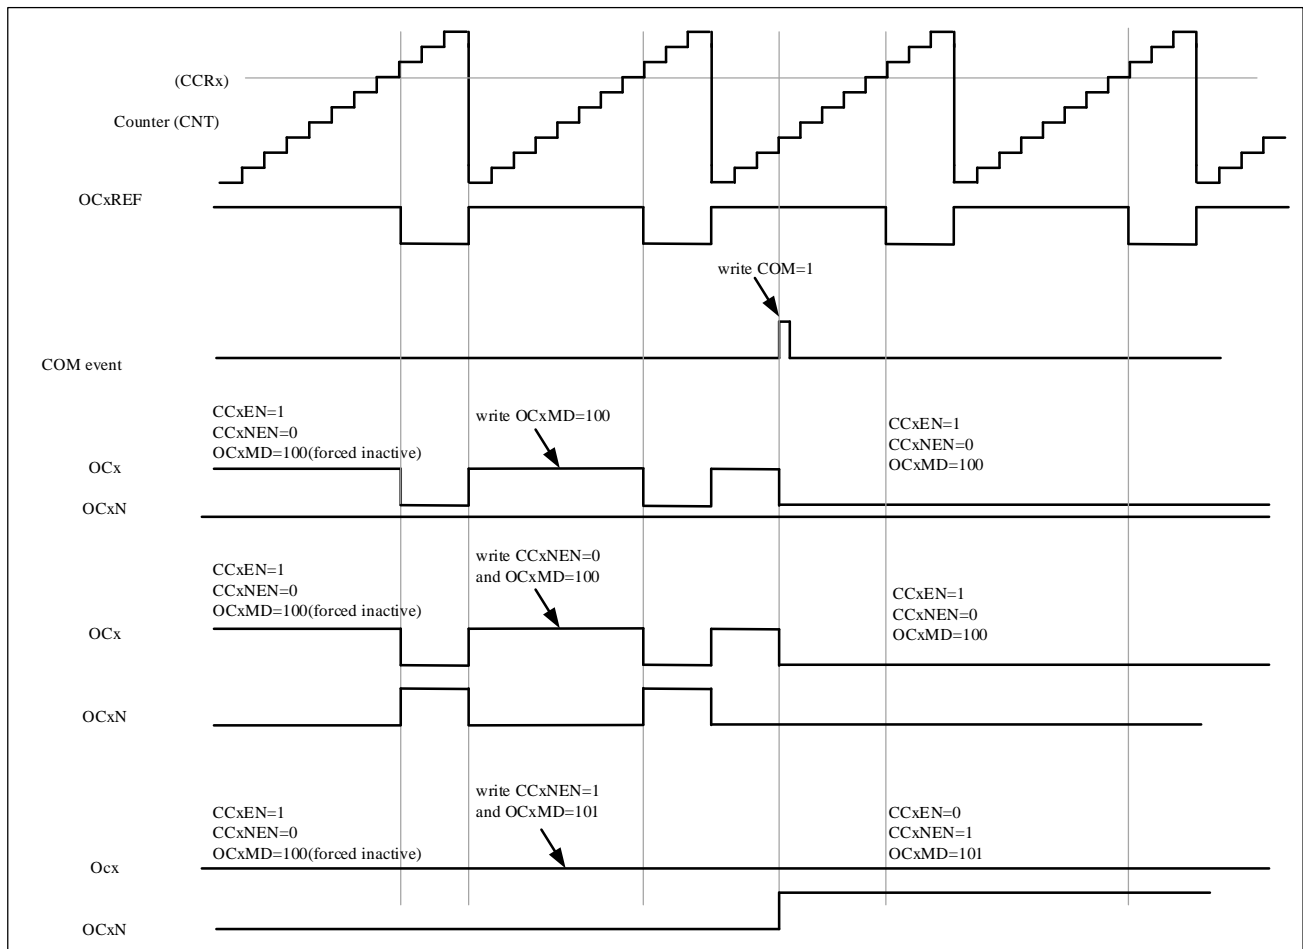 (CCRx)
Counter (CNT)
OCxREF
write COM=1
COM event
CCxEN=1
CCxNEN=0
OCxMD=100(forced inactive)
write OCxMD=100
CCxEN=1
CCxNEN=0
OCxMD=100
OCx
OCxN
CCxEN=1
CCxNEN=0
OCxMD=100(forced inactive)
write CCxNEN=0
and OCxMD=100
CCxEN=1
CCxNEN=0
OCxMD=100
OCx
OCxN
CCxEN=1
CCxNEN=0
OCxMD=100(forced inactive)
write CCxNEN=1
and OCxMD=101
CCxEN=0
CCxNEN=1
OCxMD=101
Ocx
OCxN